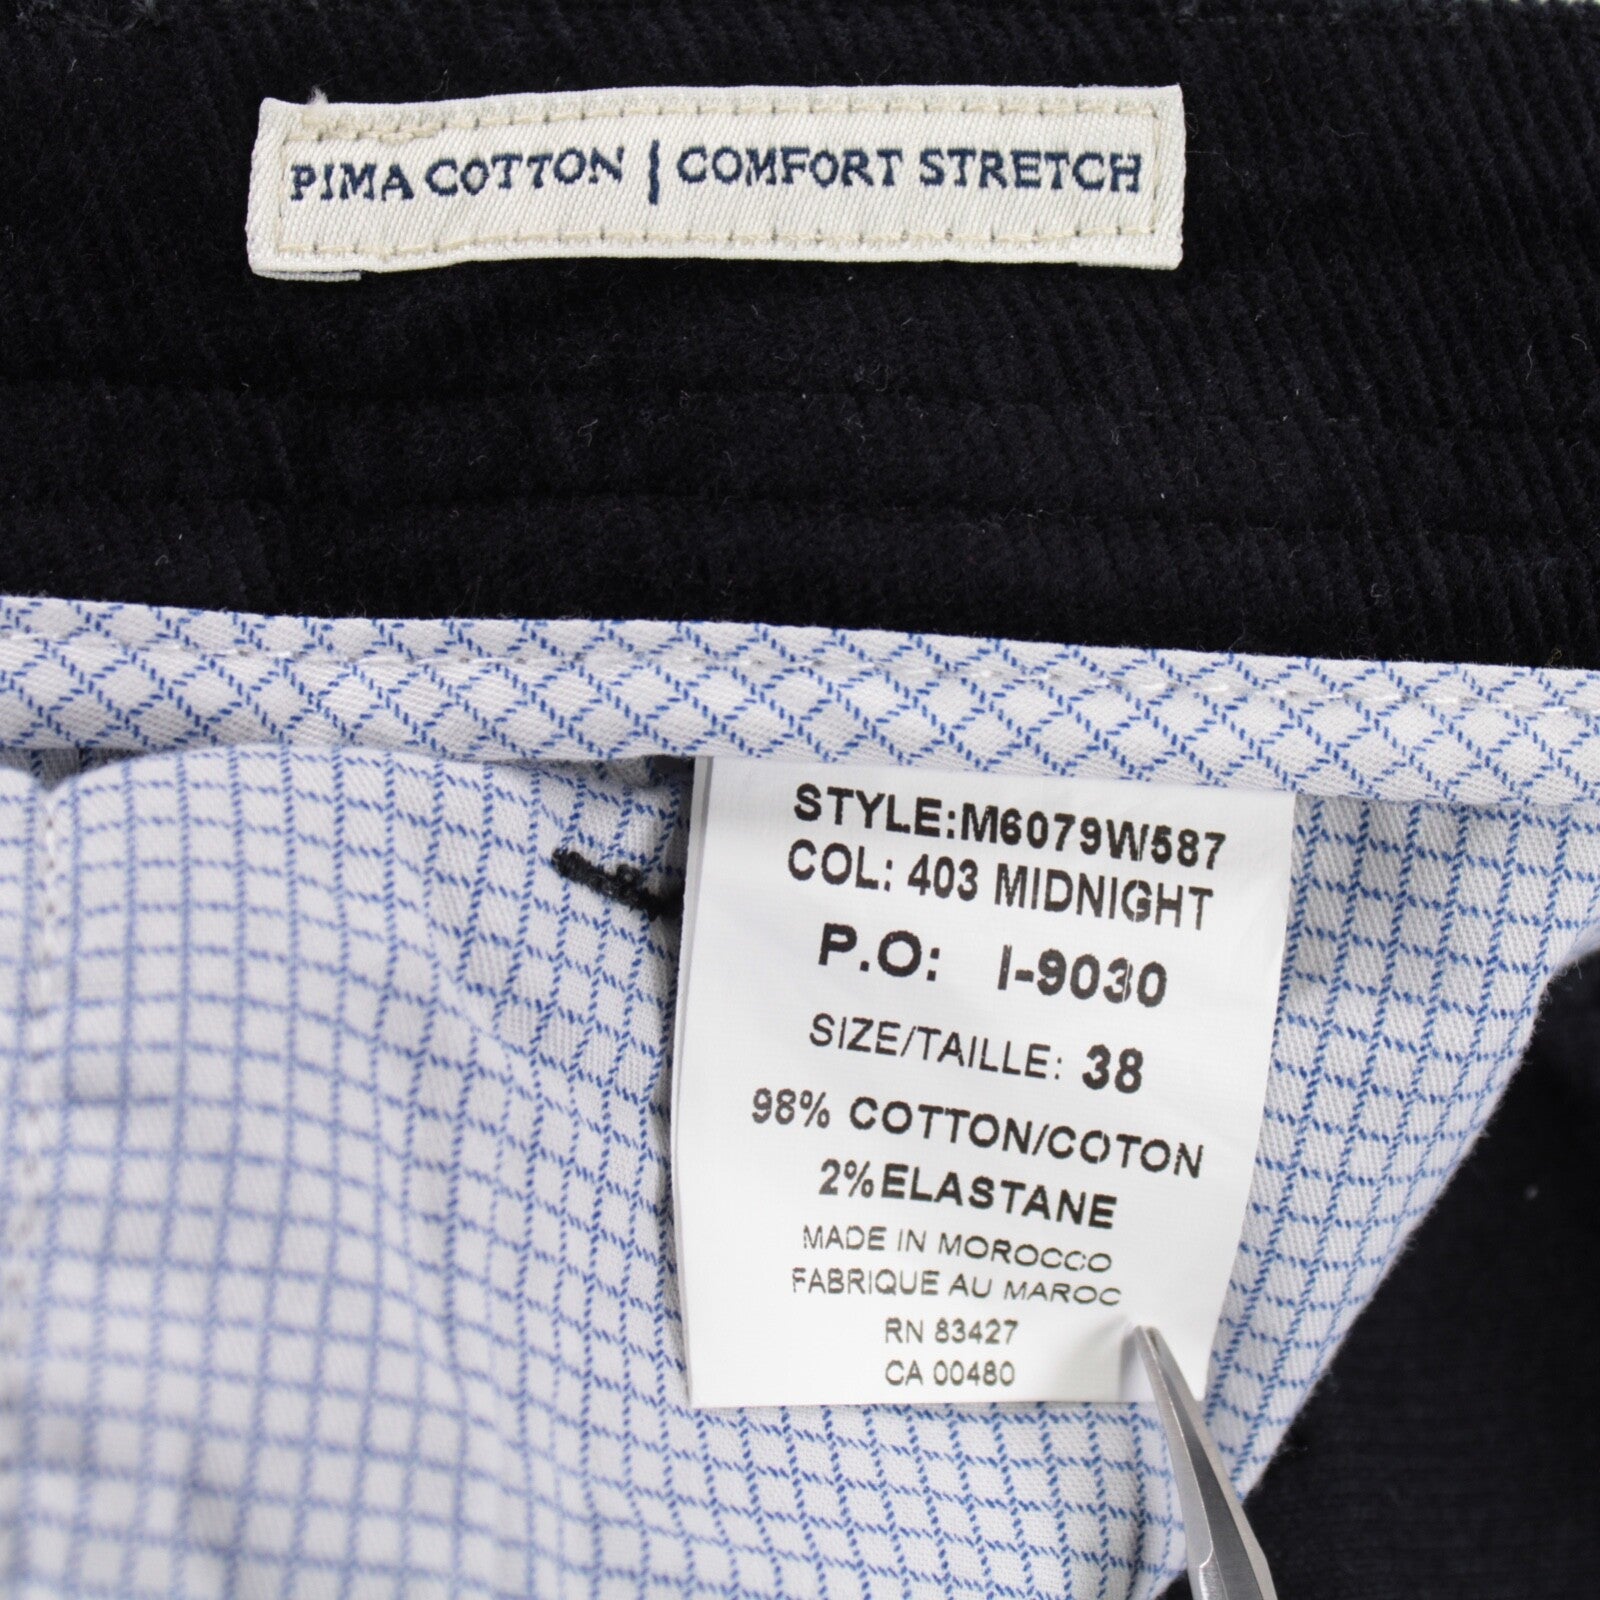 PIMA COTTON | COMFORT STRETCH
STYLE:M6079W587
COL: 403 MIDNIGHT
P.O: I-9030
SIZE/TAILLE: 38
98% COTTON/COTON
2%ELASTANE
MADE IN MOROCCO
FABRIQUE AU MAROC
RN 83427
CA 00480